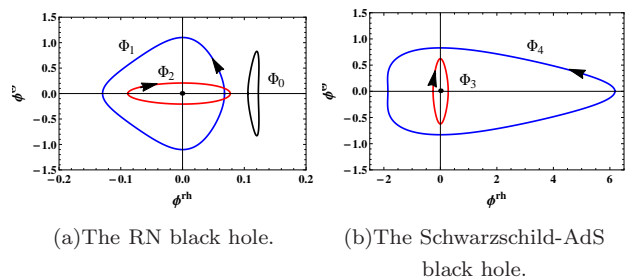 1.5
1.0
0.5
0.0
-0.5
-1.0
-1.5
Φ₁
Φ₂
Φ₀
-0.2 -0.1 0.0 0.1 0.2
ϕʳʰ
(a)The RN black hole.
1.5
1.0
0.5
0.0
-0.5
-1.0
-1.5
Φ₄
Φ₃
-2 0 2 4 6
ϕʳʰ
(b)The Schwarzschild-AdS
black hole.